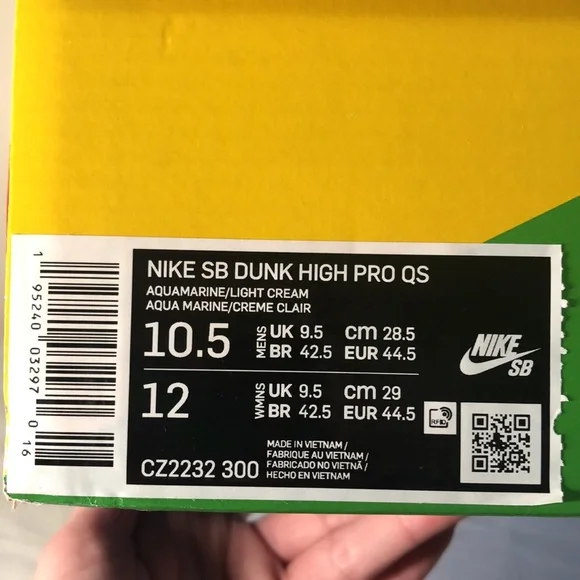 NIKE SB DUNK HIGH PRO QS
AQUAMARINE/LIGHT CREAM
AQUA MARINE/CREME CLAIR
10.5 MENS UK 9.5 cm 28.5
BR 42.5 EUR 44.5
12 WMNS UK 9.5 cm 29
BR 42.5 EUR 44.5
NIKE
SB
RFID
MADE IN VIETNAM /
FABRIQUE AU VIETNAM /
FABRICADO NO VIETNÃ /
HECHO EN VIETNAM
CZ2232 300
1 95240 03297 0 16